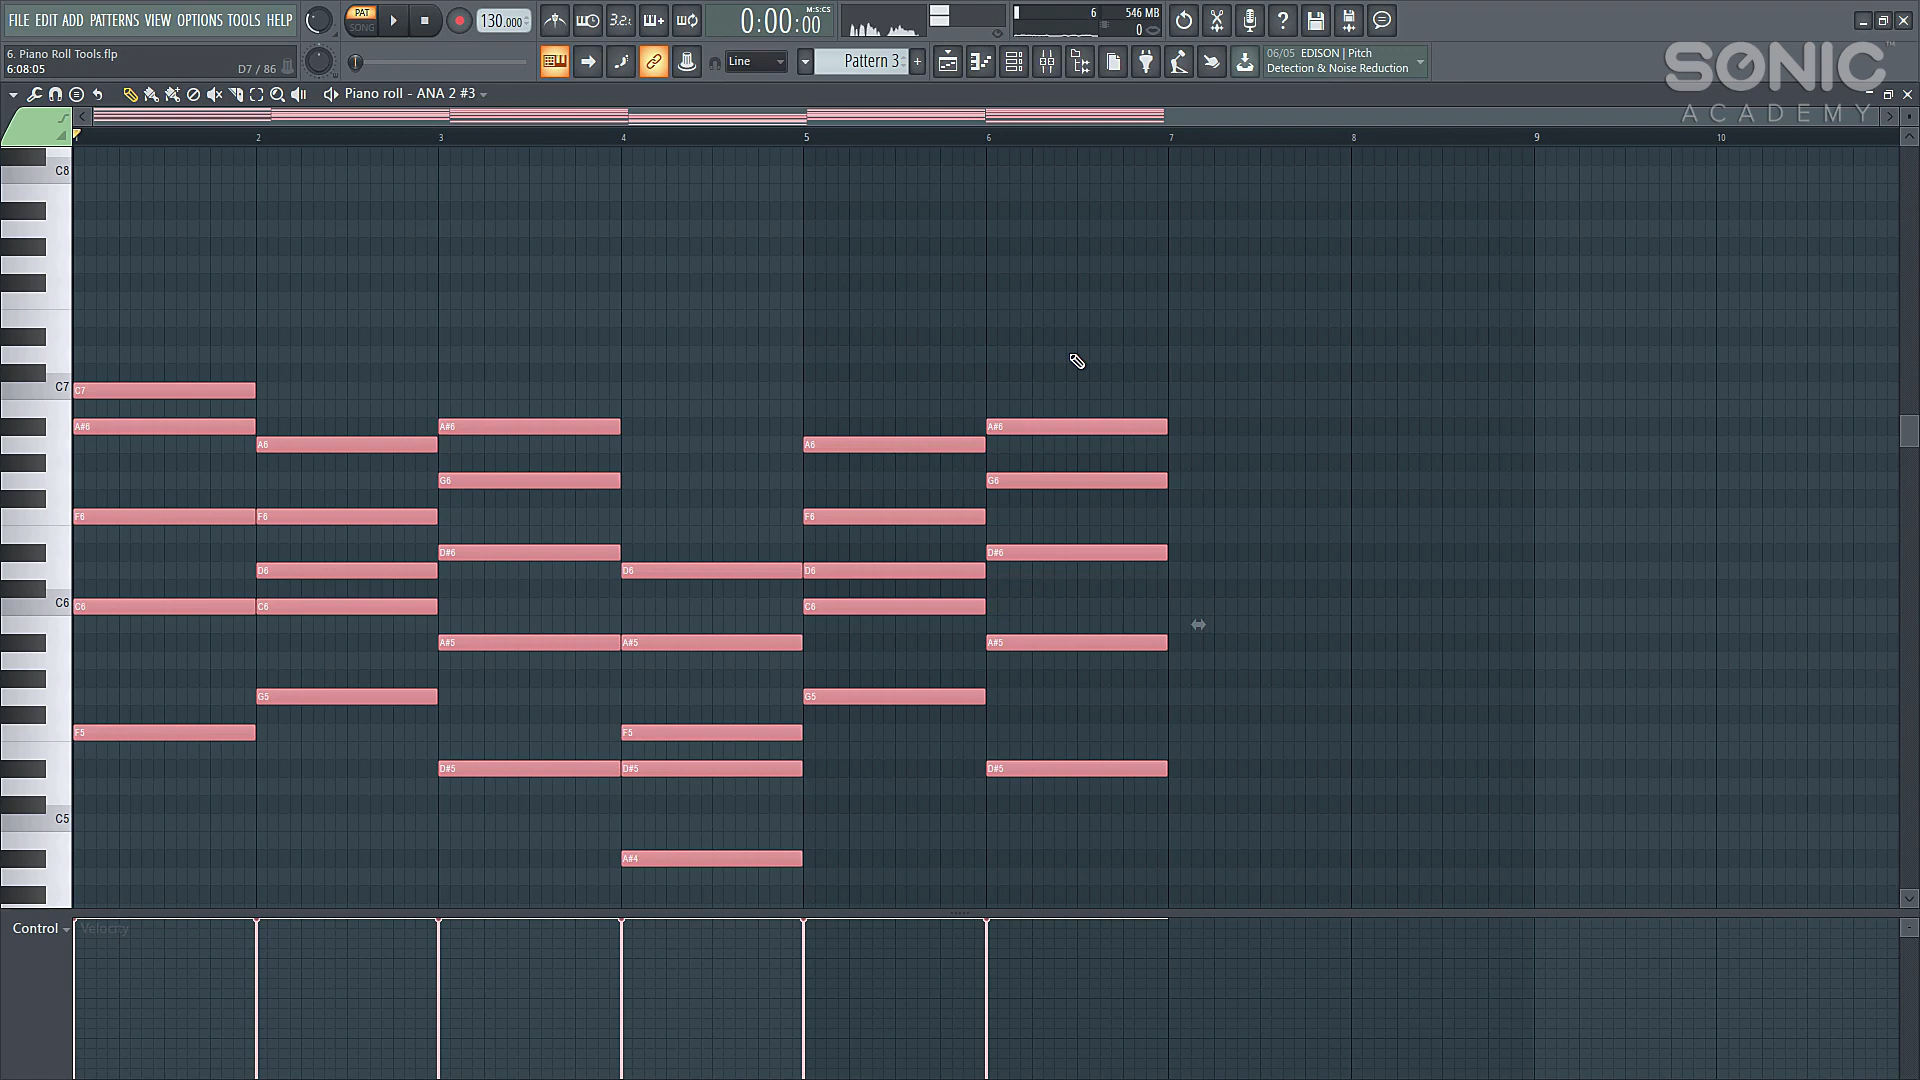 FILE EDIT ADD PATTERNS VIEW OPTIONS TOOLS HELP
PAT
SONG
130.000
3.2.
0:00:00
M:S:CS
6
546 MB
0
6. Piano Roll Tools.flp
6:08:05
D7 / 86
Line
Pattern 3
06/05 EDISON | Pitch
Detection & Noise Reduction
SONIC
ACADEMY
Piano roll - ANA 2 #3
1 2 3 4 5 6 7 8 9 10
C8
C7
C7
A#6 A#6 A#6
A6 A6
G6 G6
F6 F6 F6
D#6 D#6
D6 D6 D6
C6
C6 C6 C6
A#5 A#5 A#5
G5 G5
F5 F5
D#5 D#5 D#5
C5
A#4
Control
Velocity